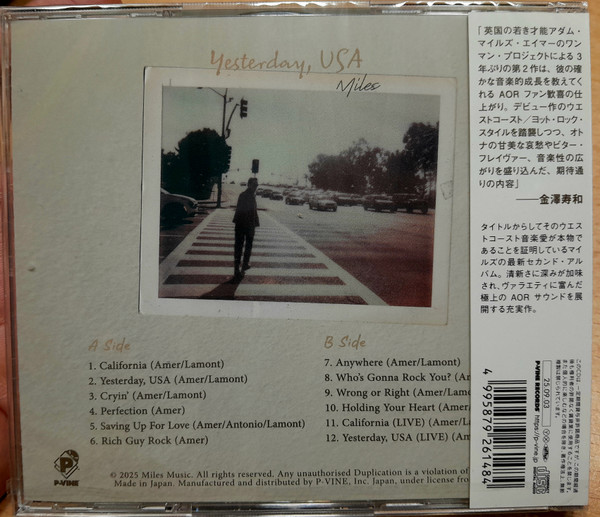 Yesterday, USA
Miles
A Side
1. California (Amer/Lamont)
2. Yesterday, USA (Amer/Lamont)
3. Cryin' (Amer/Lamont)
4. Perfection (Amer)
5. Saving Up For Love (Amer/Antonio/Lamont)
6. Rich Guy Rock (Amer)
B Side
7. Anywhere (Amer/Lamont)
8. Who's Gonna Rock You? (A
9. Wrong or Right (Amer/Lam
10. Holding Your Heart (Amer
11. California (LIVE) (Amer/L
12. Yesterday, USA (LIVE) (Am
P-VINE
© 2025 Miles Music. All rights reserved. Any unauthorised Duplication is a violation of
Made in Japan. Manufactured and distributed by P-VINE, Inc. Japan, under license from
「英国の若き才能アダム・
マイルズ・エイマーのワン
マン・プロジェクトによる3
年ぶりの第2作は、彼の確
かな音楽的成長を教えてく
れる AOR ファン歓喜の仕
上がり。デビュー作のウエ
ストコースト/ヨット・ロック・
スタイルを踏襲しつつ、オト
ナの甘美な哀愁やビター・
フレイヴァー、音楽性の広
がりを盛り込んだ、期待通
りの内容」
──金澤寿和
タイトルからしてそのウエス
トコースト音楽愛が本物で
あることを証明しているマイ
ルズの最新セカンド・アル
バム。清新さに深みが加味
され、ヴァラエティに富んだ
極上の AOR サウンドを展
開する充実作。
P-VINE RECORDS https://p-vine.jp
'25.09.03
4 995879 261484